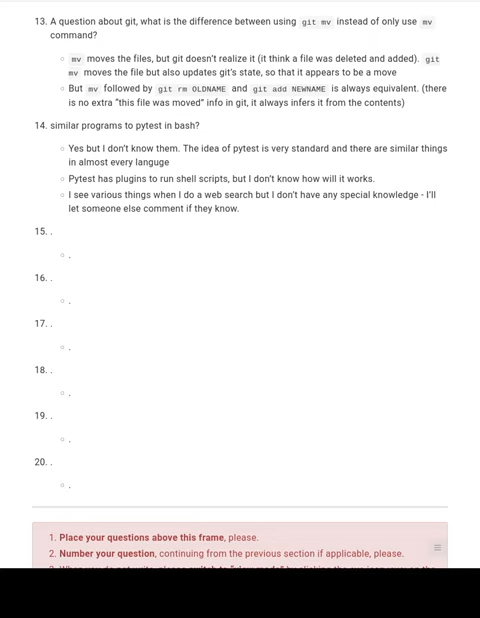 13. A question about git, what is the difference between using git mv instead of only use mv
command?
mv moves the files, but git doesn't realize it (it think a file was deleted and added). git
mv moves the file but also updates git's state, so that it appears to be a move
But mv followed by git rm OLDNAME and git add NEWNAME is always equivalent. (there
is no extra “this file was moved” info in git, it always infers it from the contents)
14. similar programs to pytest in bash?
Yes but I don't know them. The idea of pytest is very standard and there are similar things
in almost every languge
Pytest has plugins to run shell scripts, but I don't know how will it works.
I see various things when I do a web search but I don't have any special knowledge - I'll
let someone else comment if they know.
15. .
.
16. .
.
17. .
.
18. .
.
19. .
.
20. .
.
1. Place your questions above this frame, please.
2. Number your question, continuing from the previous section if applicable, please.